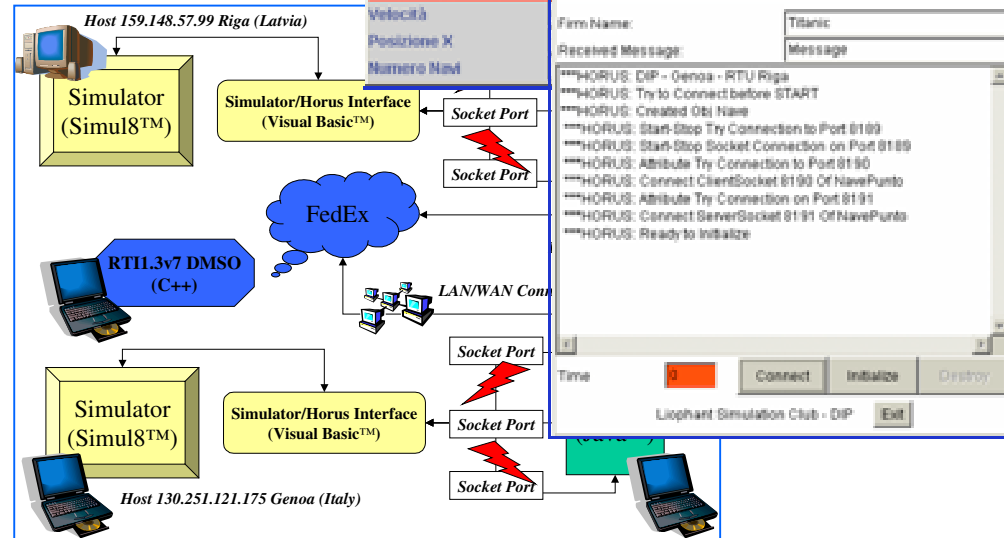 Host 159.148.57.99 Riga (Latvia)
Simulator
(Simul8™)
Simulator/Horus Interface
(Visual Basic™)
Socket Port
Socket Port
Velocità
Posizione X
Numero Navi
FedEx
RTI1.3v7 DMSO
(C++)
LAN/WAN Conn
Firm Name:
Titanic
Received Message:
Message
***HORUS: DIP - Genoa - RTU Riga
***HORUS: Try to Connect before START
***HORUS: Created Obj Nave
***HORUS: Start-Stop Try Connection to Port 8189
***HORUS: Start-Stop Socket Connection on Port 8189
***HORUS: Attribute Try Connection to Port 8190
***HORUS: Connect ClientSocket 8190 Of NavePunto
***HORUS: Attribute Try Connection on Port 8191
***HORUS: Connect ServerSocket 8191 Of NavePunto
***HORUS: Ready to Initialize
Time
0
Connect
Initialize
Destroy
Liophant Simulation Club - DIP
Exit
Simulator
(Simul8™)
Simulator/Horus Interface
(Visual Basic™)
Socket Port
Socket Port
Socket Port
Host 130.251.121.175 Genoa (Italy)